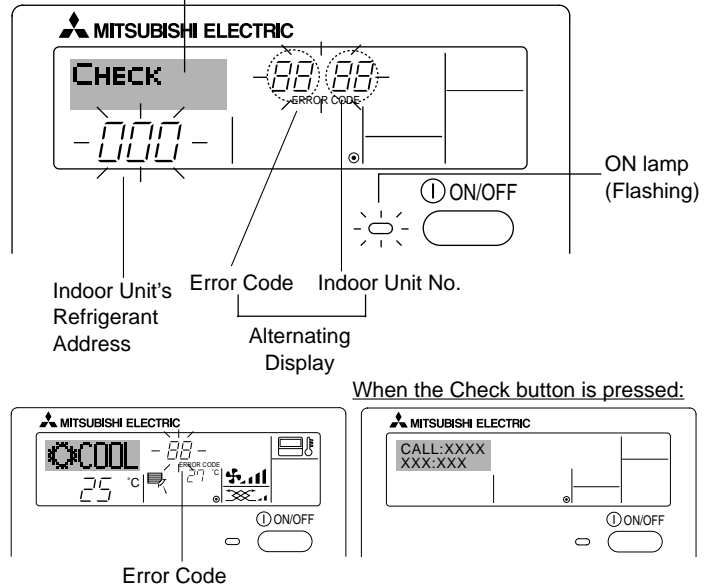 MITSUBISHI ELECTRIC
CHECK
88 88
ERROR CODE
000
ON lamp
(Flashing)
ON/OFF
Indoor Unit's
Refrigerant
Address
Error Code
Indoor Unit No.
Alternating
Display
When the Check button is pressed:
MITSUBISHI ELECTRIC
COOL
88
ERROR CODE
25 °C
27 °C
ON/OFF
Error Code
MITSUBISHI ELECTRIC
CALL:XXXX
XXX:XXX
ON/OFF